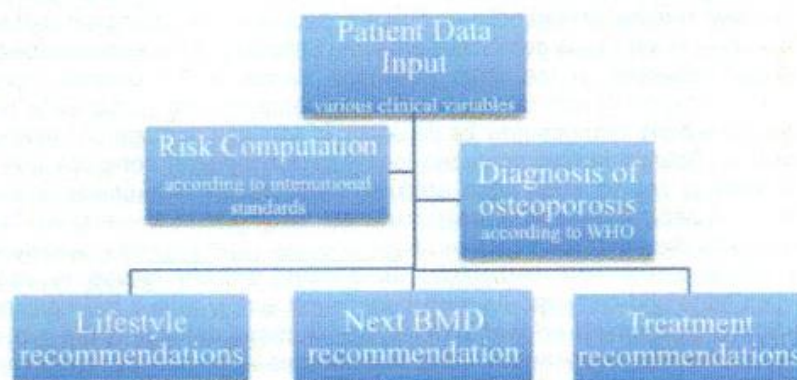 Patient Data
Input
various clinical variables
Risk Computation
according to international
standards
Diagnosis of
osteoporosis
according to WHO
Lifestyle
recommendations
Next BMD
recommendation
Treatment
recommendations